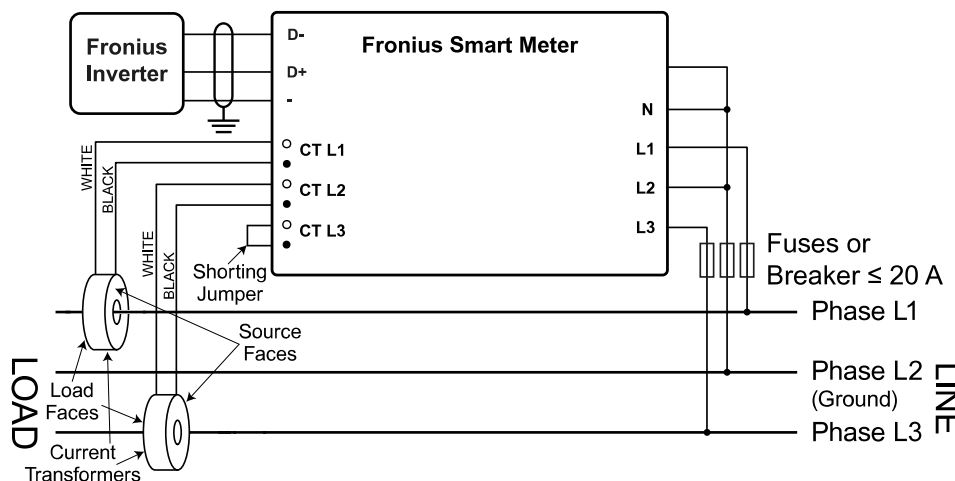 Fronius
Inverter
D-
D+
-
Fronius Smart Meter
N
L1
L2
L3
CT L1
CT L2
CT L3
WHITE
BLACK
WHITE
BLACK
Shorting
Jumper
Fuses or
Breaker ≤ 20 A
Source
Faces
Load
Faces
Current
Transformers
LOAD
Phase L1
Phase L2
(Ground)
Phase L3
LINE